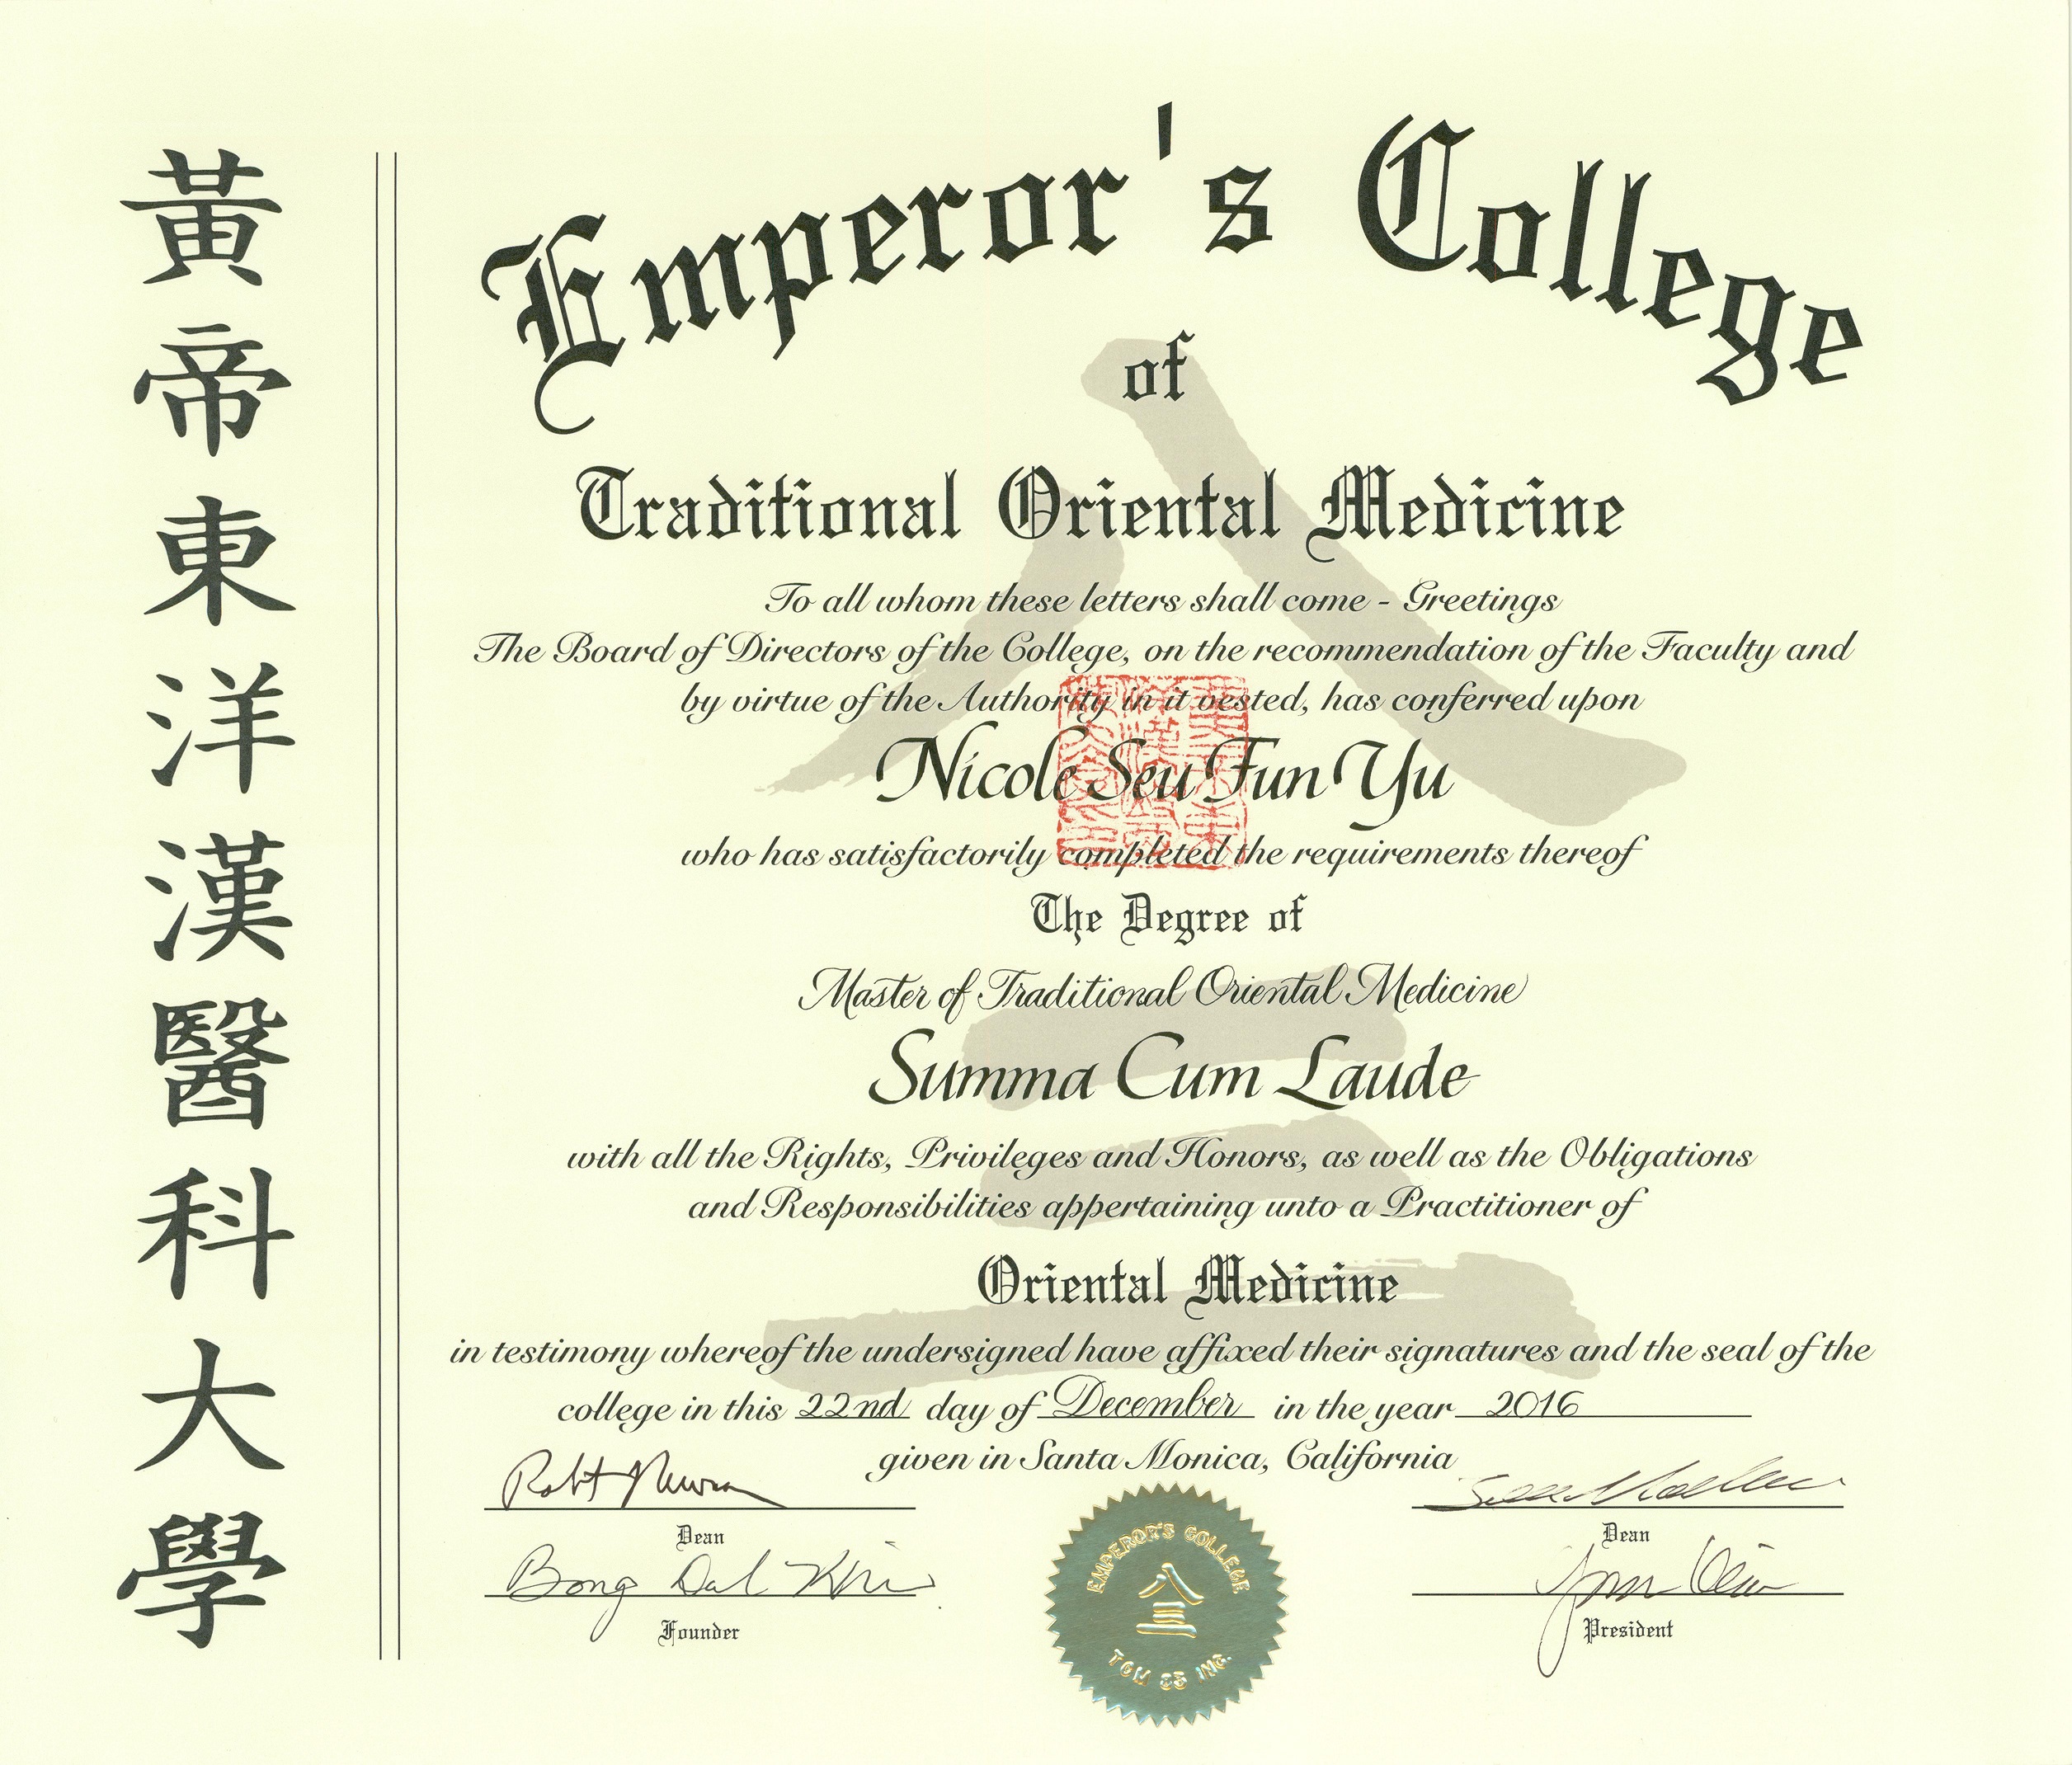 黃帝東洋漢醫科大學
Emperor's College
of
Traditional Oriental Medicine
To all whom these letters shall come - Greetings
The Board of Directors of the College, on the recommendation of the Faculty and
by virtue of the Authority in it vested, has conferred upon
Nicole Seu Fun Yu
who has satisfactorily completed the requirements thereof
The Degree of
Master of Traditional Oriental Medicine
Summa Cum Laude
with all the Rights, Privileges and Honors, as well as the Obligations
and Responsibilities appertaining unto a Practitioner of
Oriental Medicine
in testimony whereof the undersigned have affixed their signatures and the seal of the
college in this 22nd day of December in the year 2016
given in Santa Monica, California
Dean
Dean
Bong Dal Kim
Founder
President
EMPEROR'S COLLEGE
INC.